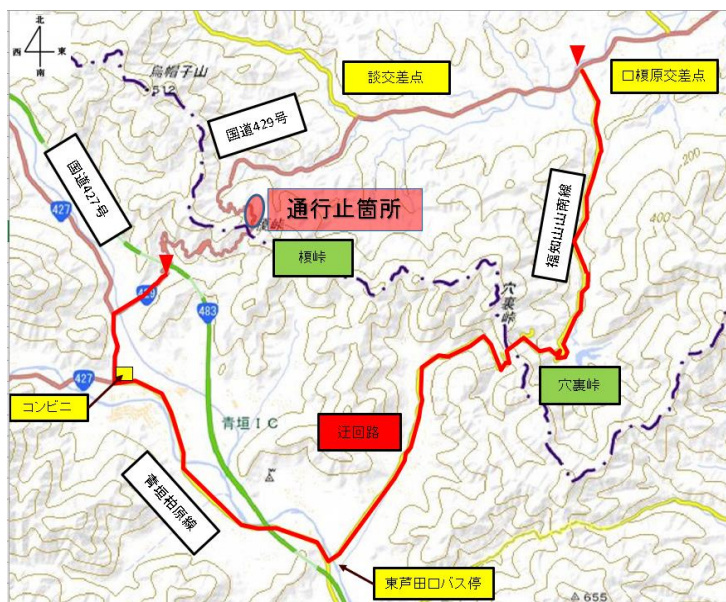 北
西 東
南
烏帽子山
512
談交差点
口榎原交差点
国道429号
国道427号
427
通行止箇所
榎峠
福知山山南線
200
400
穴裏峠
429
483
427
コンビニ
青垣IC
迂回路
穴裏峠
青垣柏原線
東芦田口バス停
655